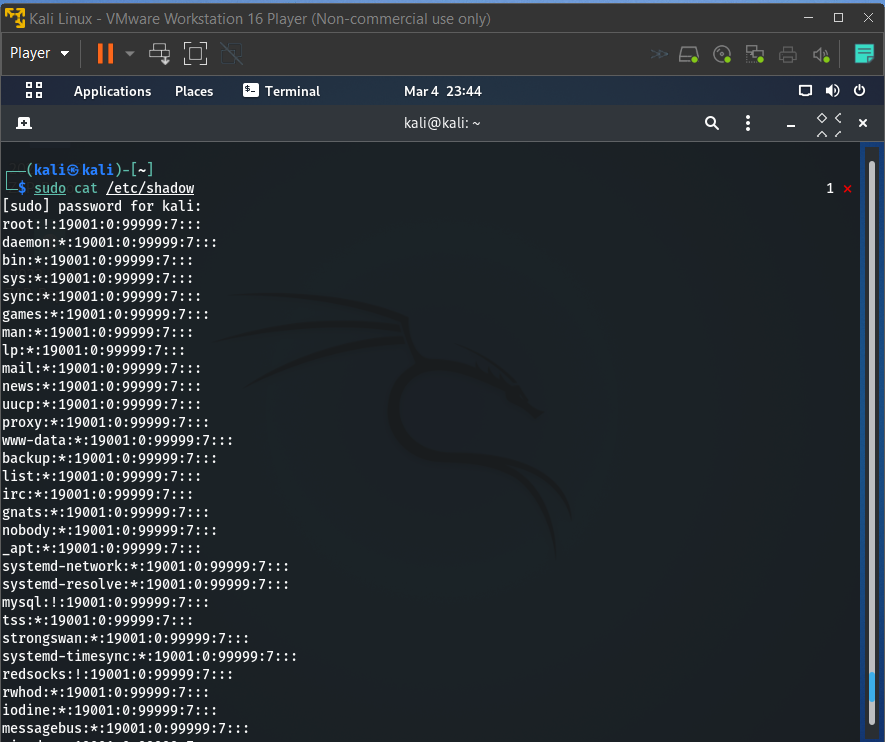 Kali Linux - VMware Workstation 16 Player (Non-commercial use only)
Player
Applications Places Terminal Mar 4 23:44
kali@kali: ~
(kali㉿kali)-[~]
$ sudo cat /etc/shadow 1 ⨯
[sudo] password for kali:
root:!:19001:0:99999:7:::
daemon:*:19001:0:99999:7:::
bin:*:19001:0:99999:7:::
sys:*:19001:0:99999:7:::
sync:*:19001:0:99999:7:::
games:*:19001:0:99999:7:::
man:*:19001:0:99999:7:::
lp:*:19001:0:99999:7:::
mail:*:19001:0:99999:7:::
news:*:19001:0:99999:7:::
uucp:*:19001:0:99999:7:::
proxy:*:19001:0:99999:7:::
www-data:*:19001:0:99999:7:::
backup:*:19001:0:99999:7:::
list:*:19001:0:99999:7:::
irc:*:19001:0:99999:7:::
gnats:*:19001:0:99999:7:::
nobody:*:19001:0:99999:7:::
_apt:*:19001:0:99999:7:::
systemd-network:*:19001:0:99999:7:::
systemd-resolve:*:19001:0:99999:7:::
mysql:!:19001:0:99999:7:::
tss:*:19001:0:99999:7:::
strongswan:*:19001:0:99999:7:::
systemd-timesync:*:19001:0:99999:7:::
redsocks:!:19001:0:99999:7:::
rwhod:*:19001:0:99999:7:::
iodine:*:19001:0:99999:7:::
messagebus:*:19001:0:99999:7:::